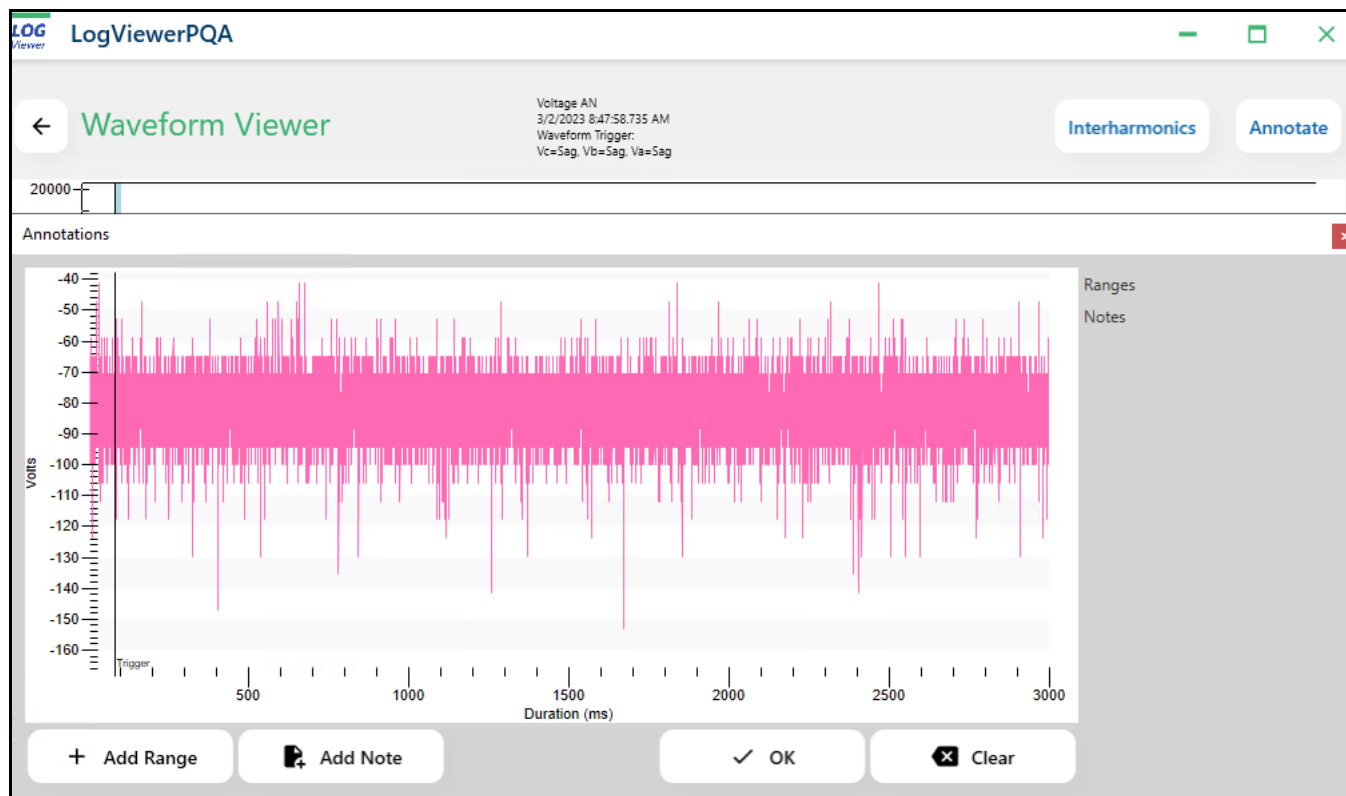 LOG
Viewer
LogViewerPQA
Waveform Viewer
Voltage AN
3/2/2023 8:47:58.735 AM
Waveform Trigger:
Vc=Sag, Vb=Sag, Va=Sag
Interharmonics
Annotate
20000
Annotations
Ranges
Notes
-40
-50
-60
-70
-80
-90
-100
-110
-120
-130
-140
-150
-160
Volts
Trigger
500
1000
1500
2000
2500
3000
Duration (ms)
+ Add Range
Add Note
OK
Clear